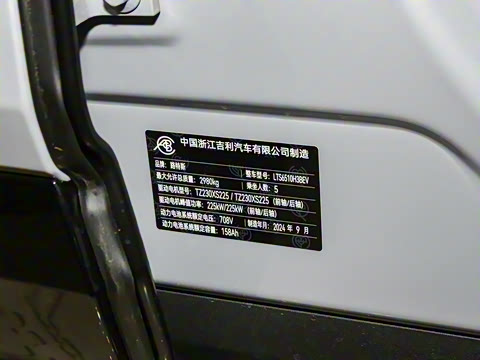 中国浙江吉利汽车有限公司制造
品牌：路特斯 整车型号：LTS6510H3BEV
最大允许总质量：2980kg 乘坐人数：5
驱动电机型号：TZ230XS225 / TZ230XS225 （前轴/后轴）
驱动电机峰值功率：225kW/225kW （前轴/后轴）
动力电池系统额定电压：708V 制造年月：2024 年 9 月
动力电池系统额定容量：158Ah